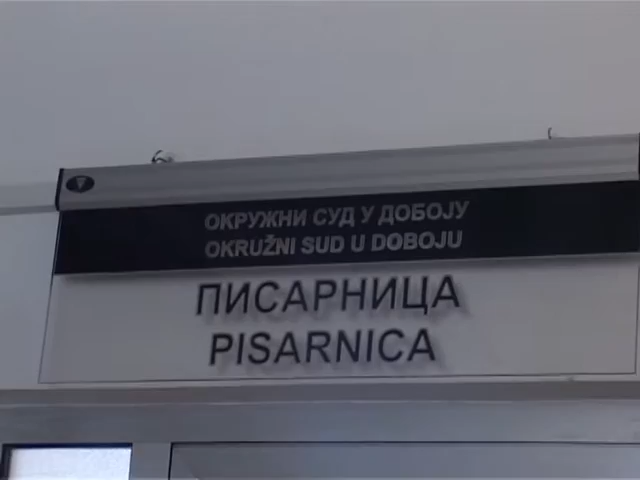 ОКРУЖНИ СУД У ДОБОЈУ
OKRUŽNI SUD U DOBOJU
ПИСАРНИЦА
PISARNICA